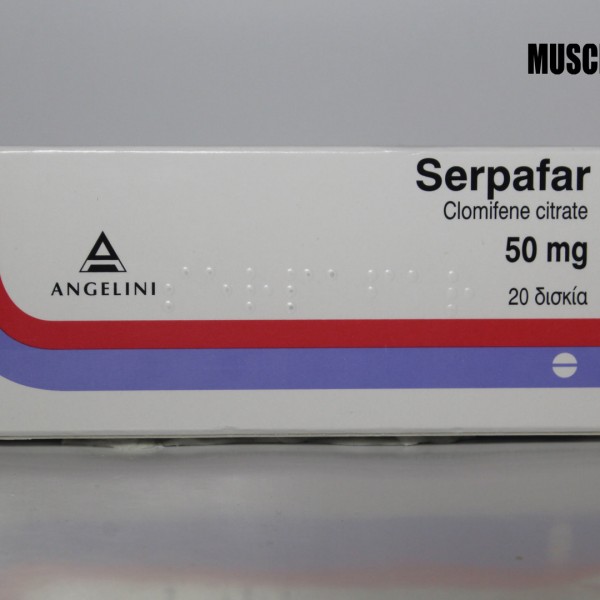 MUSC
Serpafar
Clomifene citrate
50 mg
ANGELINI
20 δισκία